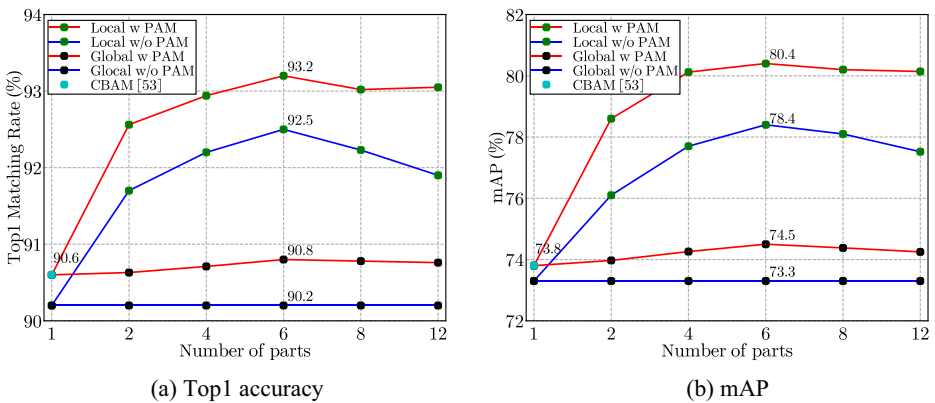 94
93
92
91
90
Top1 Matching Rate (%)
Local w PAM
Local w/o PAM
Global w PAM
Glocal w/o PAM
CBAM [53]
93.2
92.5
90.6
90.8
90.2
1 2 4 6 8 12
Number of parts
(a) Top1 accuracy
82
80
78
76
74
72
mAP (%)
Local w PAM
Local w/o PAM
Global w PAM
Global w/o PAM
CBAM [53]
80.4
78.4
73.8
74.5
73.3
1 2 4 6 8 12
Number of parts
(b) mAP